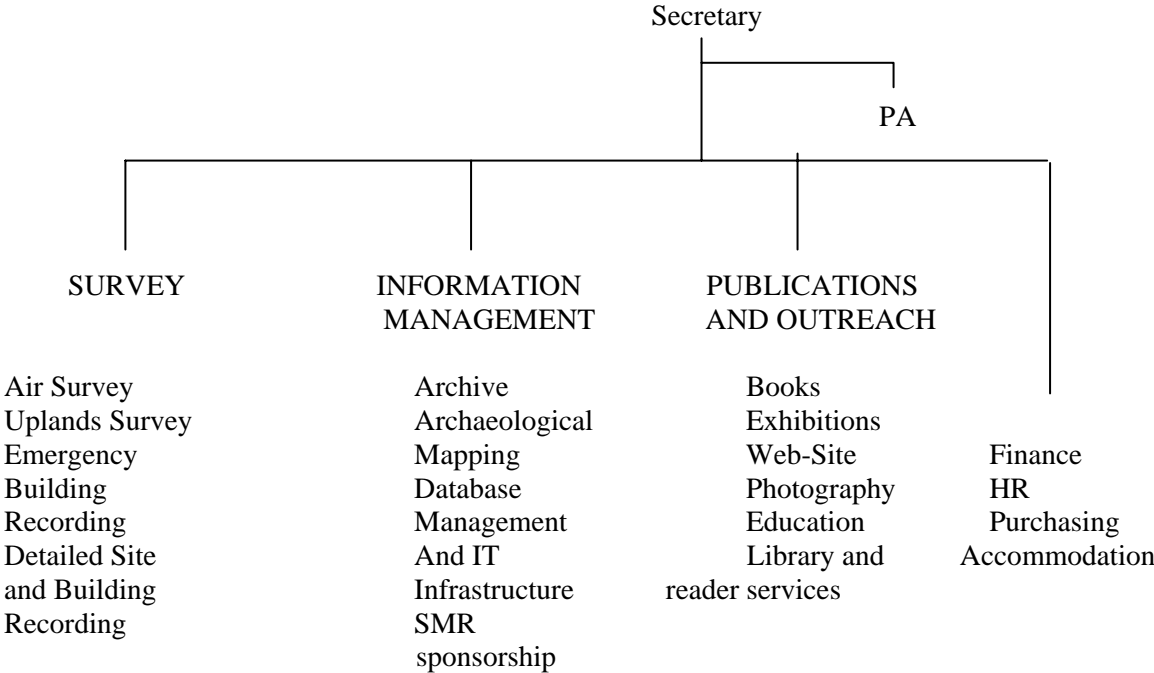 Secretary
PA
SURVEY
INFORMATION
MANAGEMENT
PUBLICATIONS
AND OUTREACH
Air Survey
Uplands Survey
Emergency
Building
Recording
Detailed Site
and Building
Recording
Archive
Archaeological
Mapping
Database
Management
And IT
Infrastructure
SMR
sponsorship
Books
Exhibitions
Web-Site
Photography
Education
Library and
reader services
Finance
HR
Purchasing
Accommodation